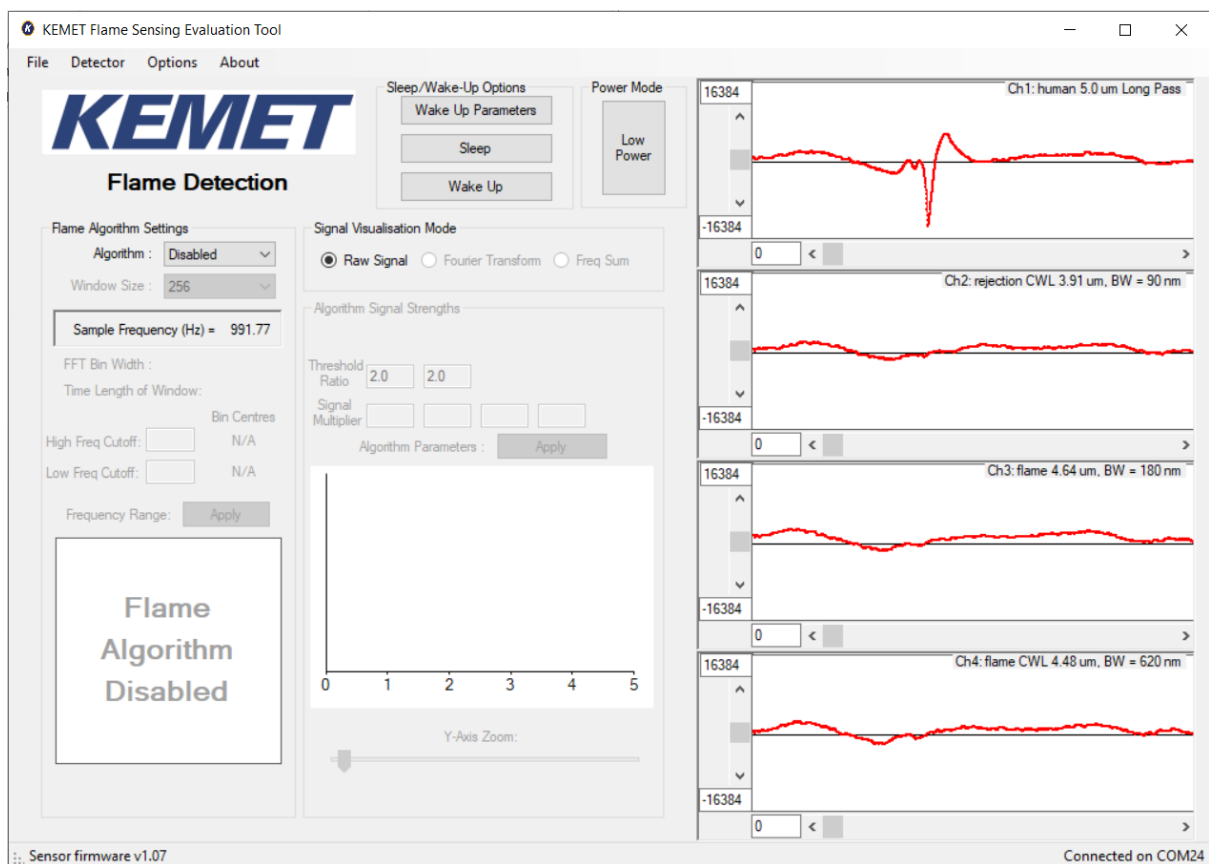 KEMET Flame Sensing Evaluation Tool
File Detector Options About
KEMET
Flame Detection
Sleep/Wake-Up Options
Wake Up Parameters
Sleep
Wake Up
Power Mode
Low
Power
Flame Algorithm Settings
Algorithm : Disabled
Window Size : 256
Sample Frequency (Hz) = 991.77
FFT Bin Width :
Time Length of Window:
Bin Centres
High Freq Cutoff: N/A
Low Freq Cutoff: N/A
Frequency Range: Apply
Flame
Algorithm
Disabled
Signal Visualisation Mode
Raw Signal Fourier Transform Freq Sum
Algorithm Signal Strengths
Threshold
Ratio 2.0 2.0
Signal
Multiplier
Algorithm Parameters : Apply
0 1 2 3 4 5
Y-Axis Zoom:
16384 Ch1: human 5.0 um Long Pass
-16384
0
16384 Ch2: rejection CWL 3.91 um, BW = 90 nm
-16384
0
16384 Ch3: flame 4.64 um, BW = 180 nm
-16384
0
16384 Ch4: flame CWL 4.48 um, BW = 620 nm
-16384
0
Sensor firmware v1.07 Connected on COM24